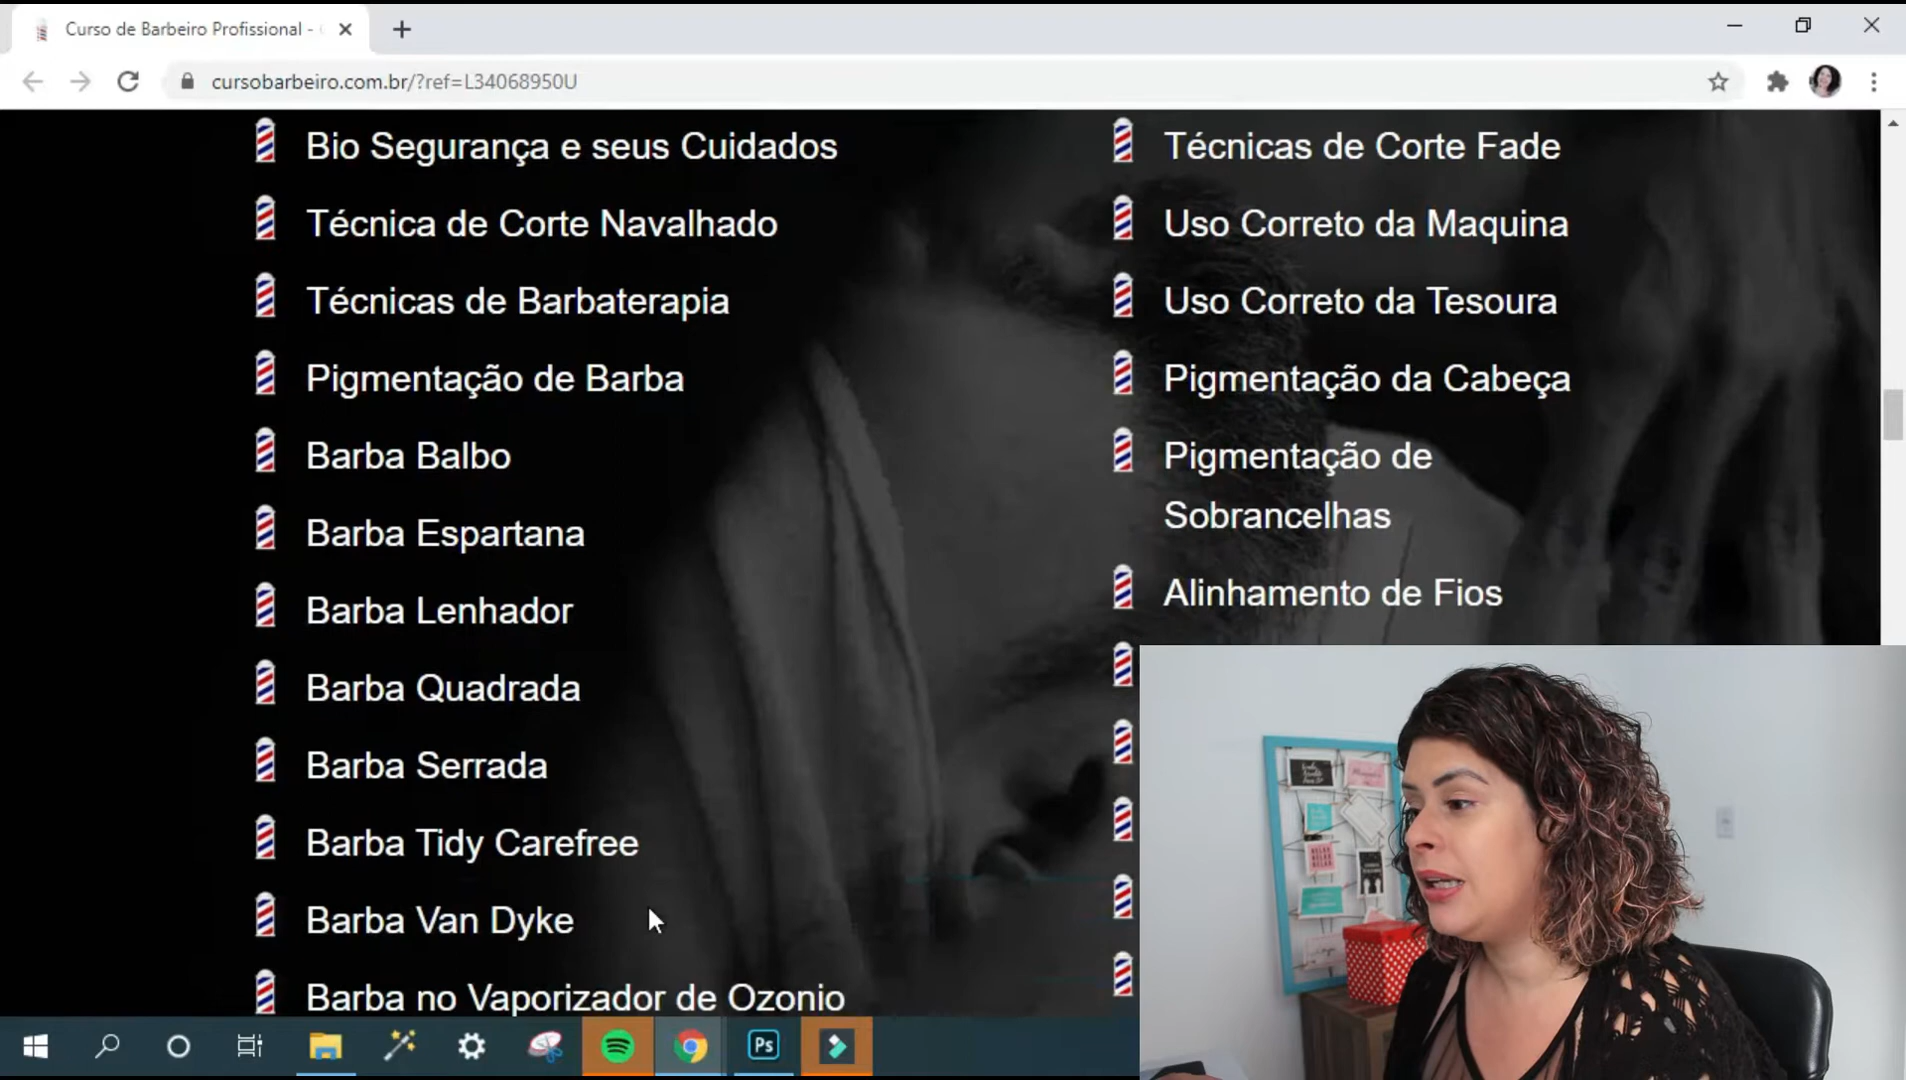 Curso de Barbeiro Profissional -
cursobarbeiro.com.br/?ref=L34068950U
Bio Segurança e seus Cuidados
Técnica de Corte Navalhado
Técnicas de Barbaterapia
Pigmentação de Barba
Barba Balbo
Barba Espartana
Barba Lenhador
Barba Quadrada
Barba Serrada
Barba Tidy Carefree
Barba Van Dyke
Barba no Vaporizador de Ozonio
Técnicas de Corte Fade
Uso Correto da Maquina
Uso Correto da Tesoura
Pigmentação da Cabeça
Pigmentação de
Sobrancelhas
Alinhamento de Fios
Ps